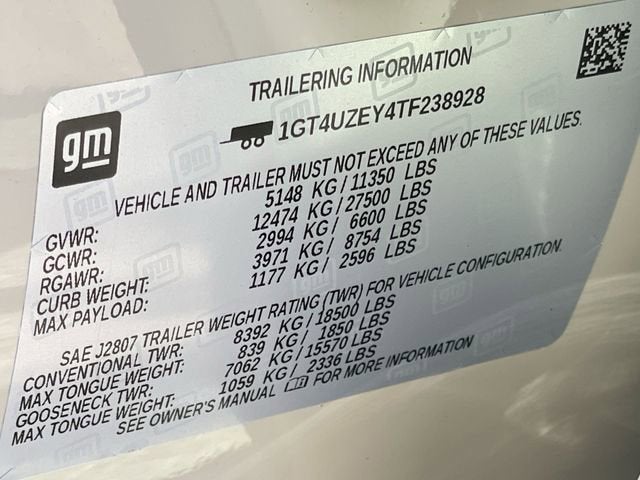 TRAILERING INFORMATION
gm
1GT4UZEY4TF238928
VEHICLE AND TRAILER MUST NOT EXCEED ANY OF THESE VALUES.
GVWR: 5148 KG/11350 LBS
GCWR: 12474 KG/27500 LBS
RGAWR: 2994 KG/ 6600 LBS
CURB WEIGHT: 3971 KG/ 8754 LBS
MAX PAYLOAD: 1177 KG/ 2596 LBS
SAE J2807 TRAILER WEIGHT RATING (TWR) FOR VEHICLE CONFIGURATION.
CONVENTIONAL TWR: 8392 KG/18500 LBS
MAX TONGUE WEIGHT: 839 KG/ 1850 LBS
GOOSENECK TWR: 7062 KG/15570 LBS
MAX TONGUE WEIGHT: 1059 KG/ 2336 LBS
SEE OWNER'S MANUAL FOR MORE INFORMATION